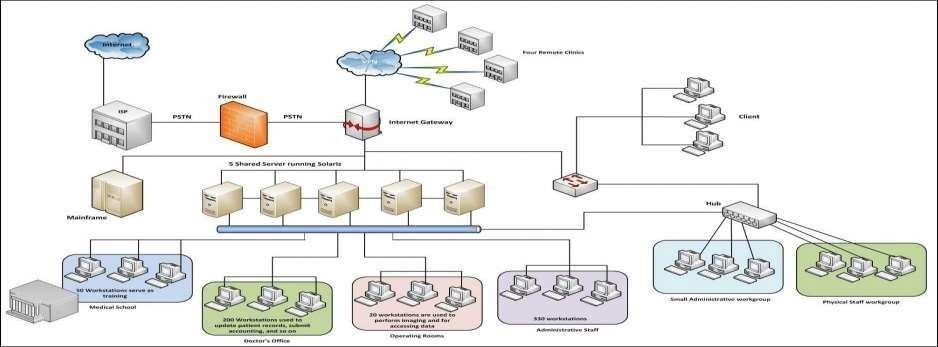 Internet
VPN
Four Remote Clinics
ISP
PSTN
Firewall
PSTN
Internet Gateway
Client
5 Shared Server running Solaris
Mainframe
Hub
50 Workstations serve as
training
Medical School
200 Workstations used to
update patient records, submit
accounting, and so on
Doctor's Office
20 workstations are used to
perform imaging and for
accessing data
Operating Rooms
330 workstations
Administrative Staff
Small Administrative workgroup
Physical Staff workgroup